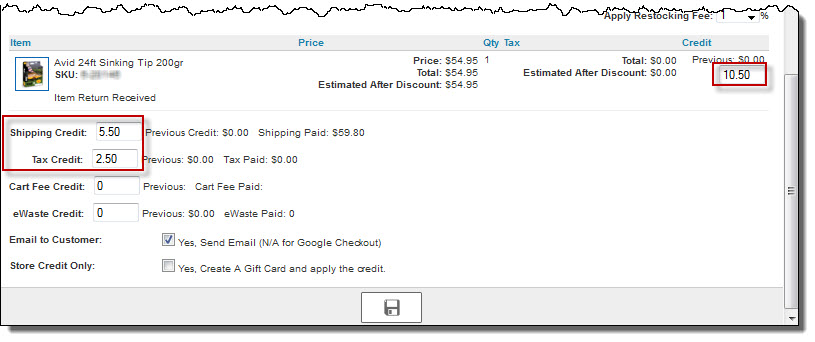 Apply Restocking Fee: 1 %
Item Price Qty Tax Credit
Avid 24ft Sinking Tip 200gr Price: $54.95 1 Total: $0.00 Previous: $0.00
SKU: Total: $54.95 Estimated After Discount: $0.00 10.50
Estimated After Discount: $54.95
Item Return Received
Shipping Credit: 5.50 Previous Credit: $0.00 Shipping Paid: $59.80
Tax Credit: 2.50 Previous: $0.00 Tax Paid: $0.00
Cart Fee Credit: 0 Previous: Cart Fee Paid:
eWaste Credit: 0 Previous: $0.00 eWaste Paid: 0
Email to Customer: Yes, Send Email (N/A for Google Checkout)
Store Credit Only: Yes, Create A Gift Card and apply the credit.